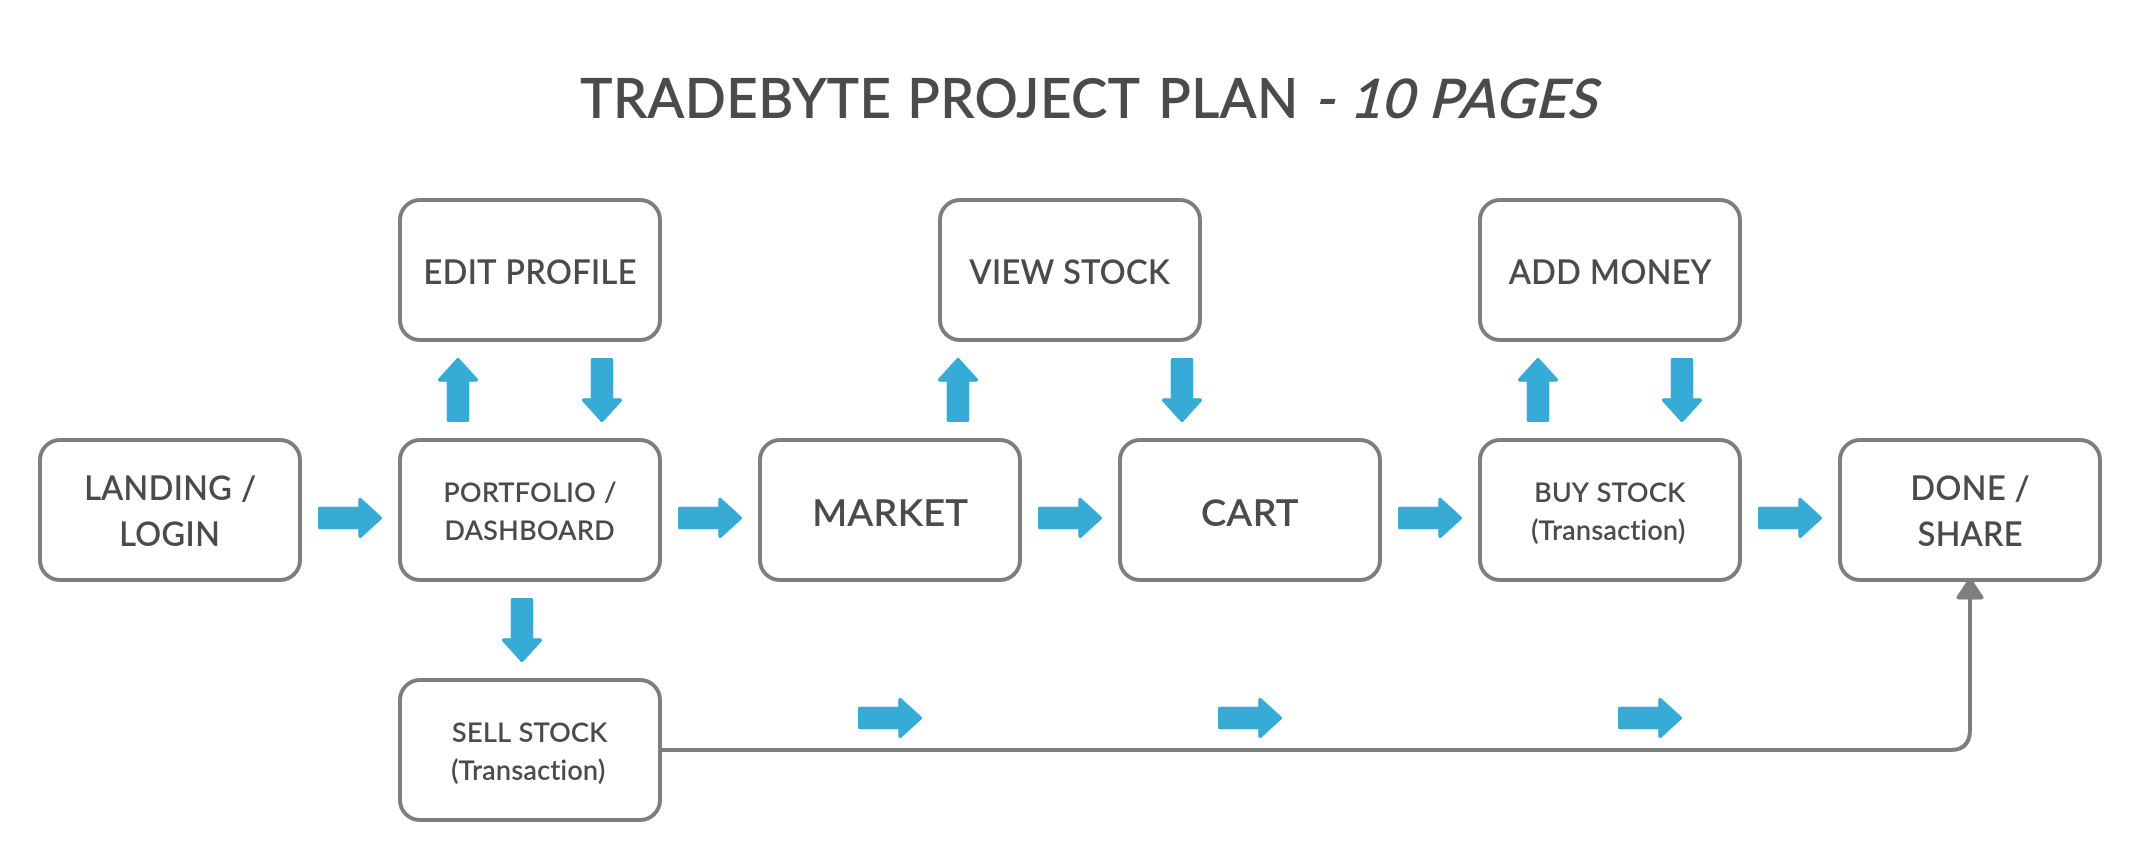 TRADEBYTE PROJECT PLAN - 10 PAGES
EDIT PROFILE
VIEW STOCK
ADD MONEY
LANDING /
LOGIN
PORTFOLIO /
DASHBOARD
MARKET
CART
BUY STOCK
(Transaction)
DONE /
SHARE
SELL STOCK
(Transaction)